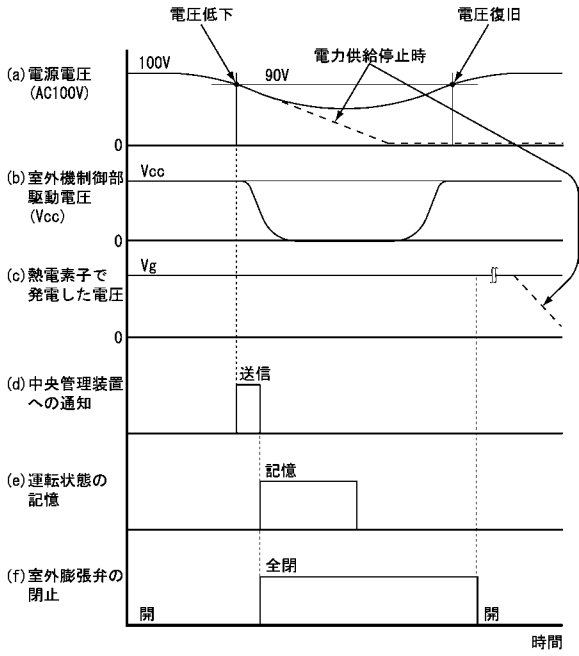 電圧低下
電圧復旧
(a)電源電圧
(AC100V)
100V
90V
電力供給停止時
0
(b)室外機制御部
駆動電圧
(Vcc)
Vcc
0
(c)熱電素子で
発電した電圧
Vg
0
(d)中央管理装置
への通知
送信
(e)運転状態の
記憶
記憶
(f)室外膨張弁の
閉止
全閉
開
開
時間